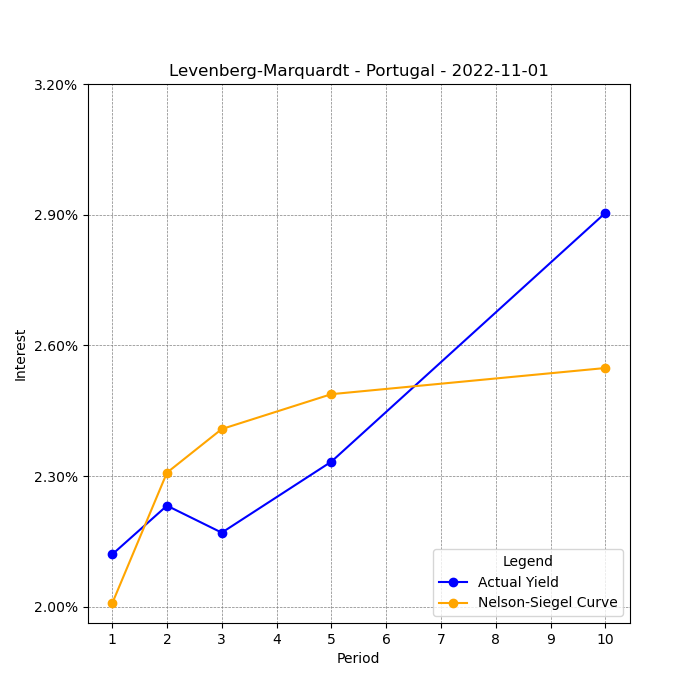 Levenberg-Marquardt - Portugal - 2022-11-01
3.20%
2.90%
2.60%
2.30%
2.00%
Interest
1 2 3 4 5 6 7 8 9 10
Period
Legend
Actual Yield
Nelson-Siegel Curve